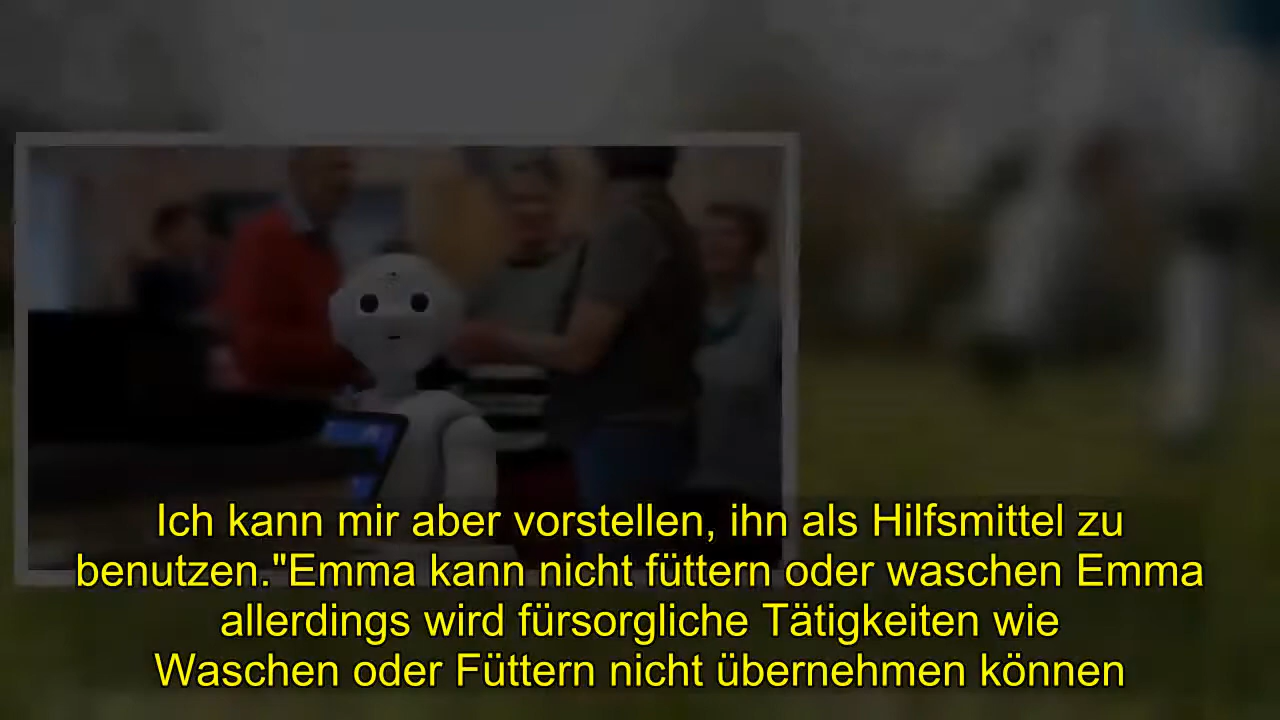 Ich kann mir aber vorstellen, ihn als Hilfsmittel zu
benutzen."Emma kann nicht füttern oder waschen Emma
allerdings wird fürsorgliche Tätigkeiten wie
Waschen oder Füttern nicht übernehmen können